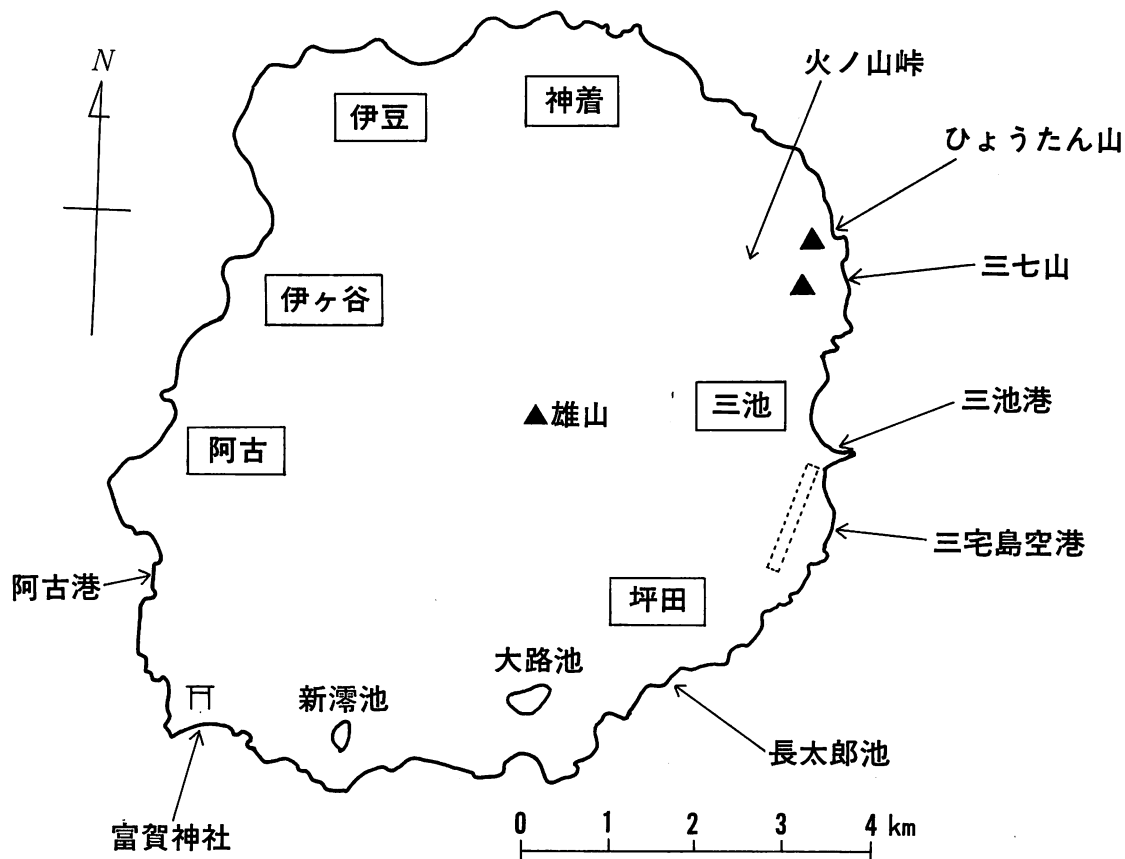 N
火ノ山峠
神着
伊豆
ひょうたん山
三七山
伊ヶ谷
三池
三池港
雄山
阿古
三宅島空港
阿古港
坪田
大路池
新澪池
長太郎池
富賀神社
0 1 2 3 4 km